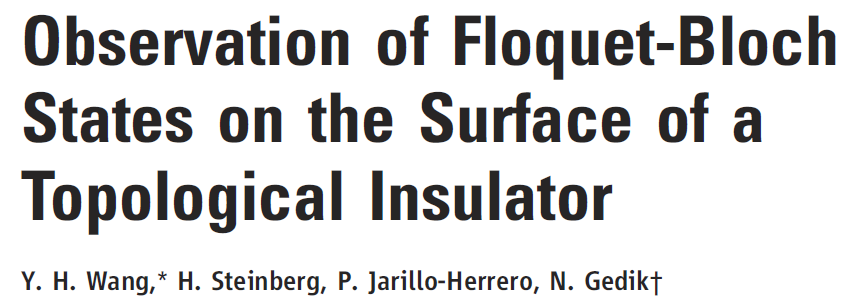 Observation of Floquet-Bloch
States on the Surface of a
Topological Insulator
Y. H. Wang,* H. Steinberg, P. Jarillo-Herrero, N. Gedik†